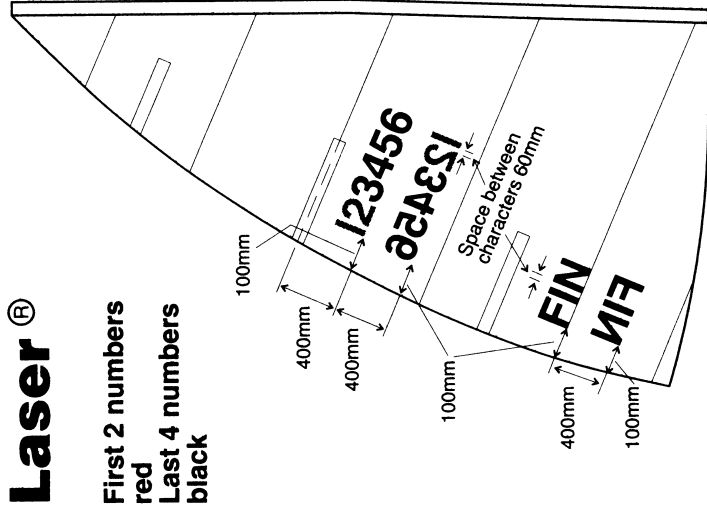 Laser ®
First 2 numbers
red
Last 4 numbers
black
100mm
400mm
400mm
123456
123456
Space between
characters 60mm
100mm
FIN
FIN
400mm
100mm